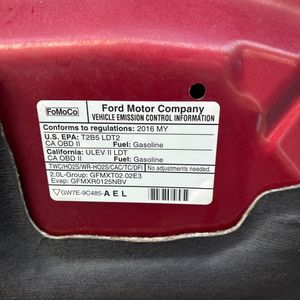 FoMoCo
Ford Motor Company
VEHICLE EMISSION CONTROL INFORMATION
Conforms to regulations: 2016 MY
U.S. EPA: T2B5 LDT2
CA OBD II Fuel: Gasoline
California: ULEV II LDT
CA OBD II Fuel: Gasoline
TWC/HO2S/WR-HO2S/CAC/TC/DFI
No adjustments needed.
2.0L-Group: GFMXT02.02E3
Evap: GFMXR0125NBV
GW7E-9C485-A E L